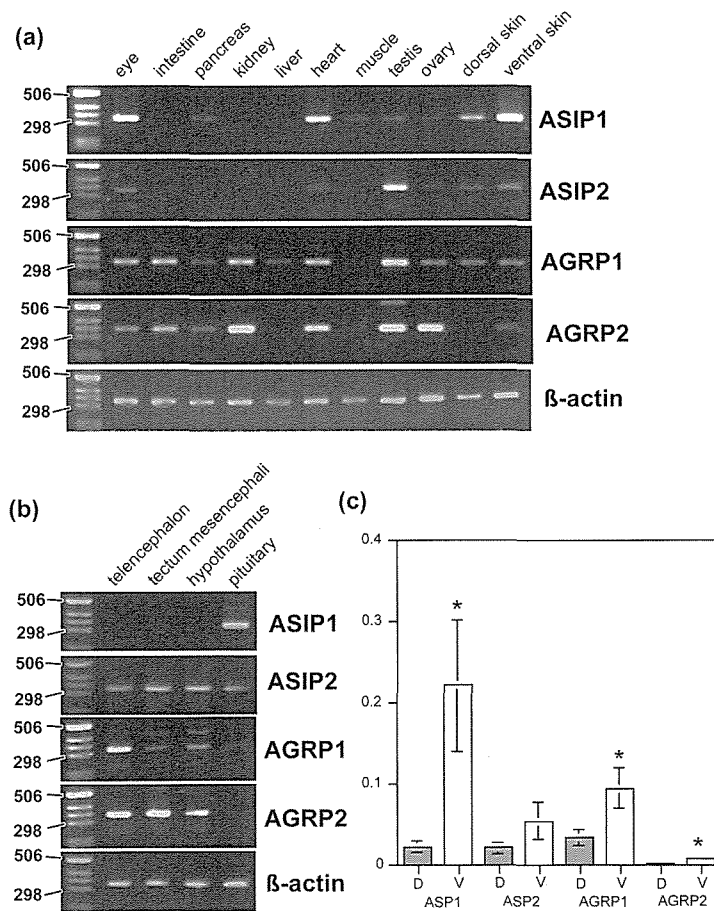 (a)
eye intestine pancreas kidney liver heart muscle testis ovary dorsal skin ventral skin
506
298
ASIP1
506
298
ASIP2
506
298
AGRP1
506
298
AGRP2
506
298
ß-actin
(b)
telencephalon tectum mesencephali hypothalamus pituitary
506
298
ASIP1
506
298
ASIP2
506
298
AGRP1
506
298
AGRP2
506
298
ß-actin
(c)
0.4
0.3
0.2
0.1
0
*
*
*
D V D V D V D V
ASP1 ASP2 AGRP1 AGRP2